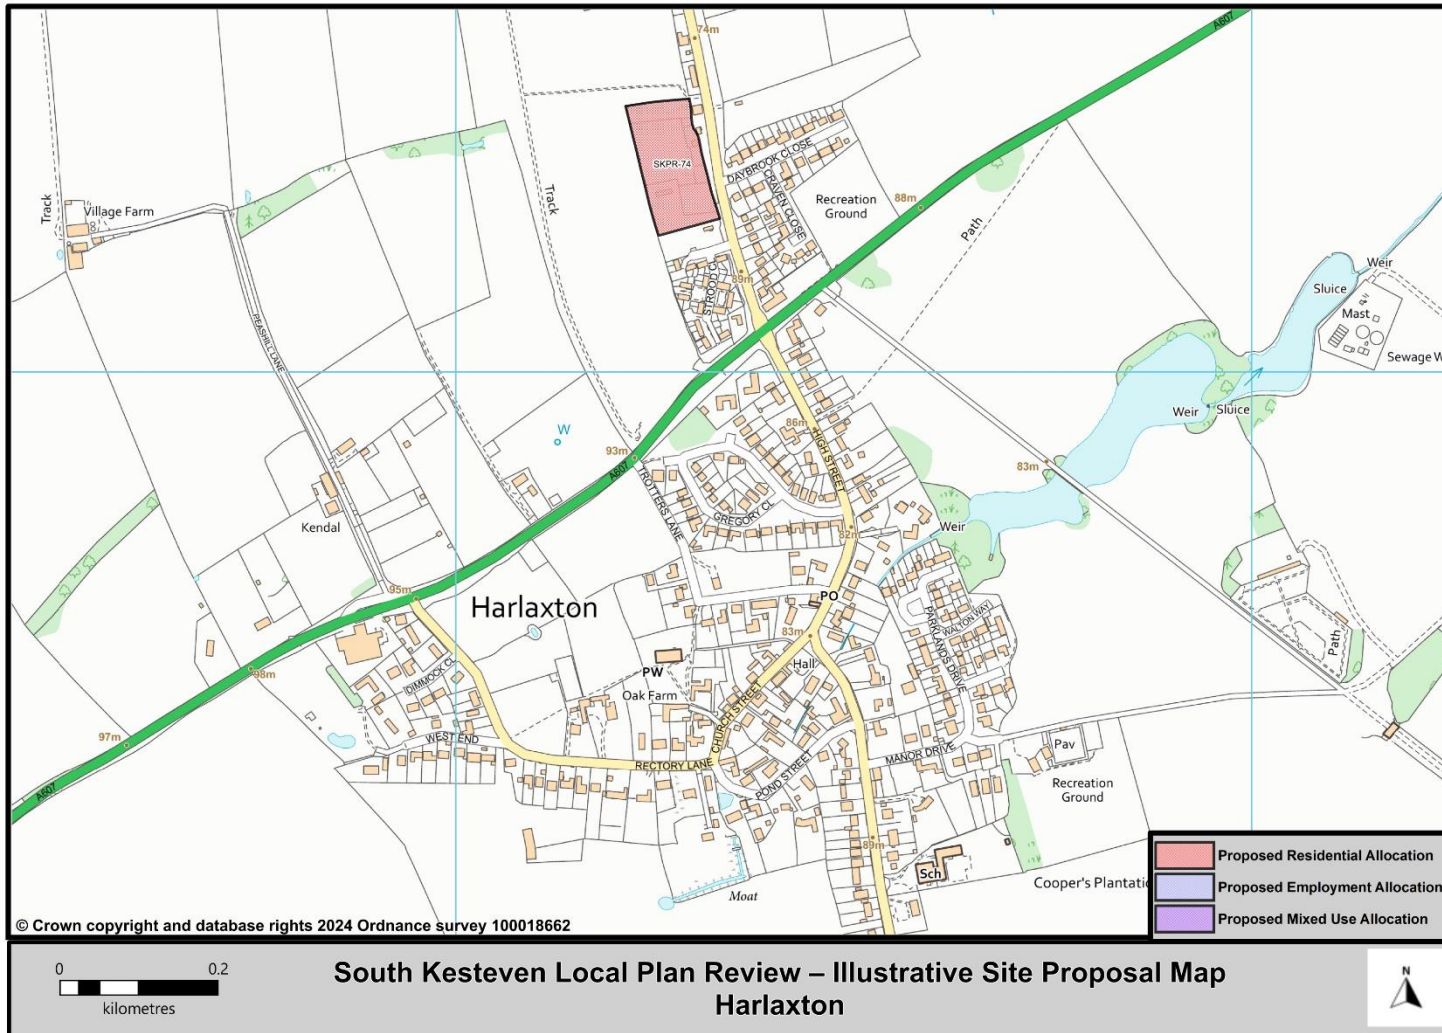 74m
A607
SKPR-74
DAYBROOK CLOSE
CRAVEN CLOSE
Recreation
Ground
88m
Track
Village Farm
Track
Path
Weir
Sluice
Mast
Sewage W
89m
STROOD CL
PEASHILL LANE
Weir
Sluice
W
93m
A607
86m
HIGH STREET
83m
TROTTERS LANE
GREGORY CL
Kendal
82m
Weir
95m
Harlaxton
PO
83m
PARKLANDS DRIVE
WALTON WAY
Path
Hall
PW
Oak Farm
DIMMOCK CL
98m
97m
WEST END
CHURCH STREET
RECTORY LANE
POND STREET
MANOR DRIVE
Pav
Recreation
Ground
A607
89m
Sch
Cooper's Plantatio
Moat
Proposed Residential Allocation
Proposed Employment Allocation
Proposed Mixed Use Allocation
© Crown copyright and database rights 2024 Ordnance survey 100018662
0 0.2
kilometres
South Kesteven Local Plan Review – Illustrative Site Proposal Map
Harlaxton
N